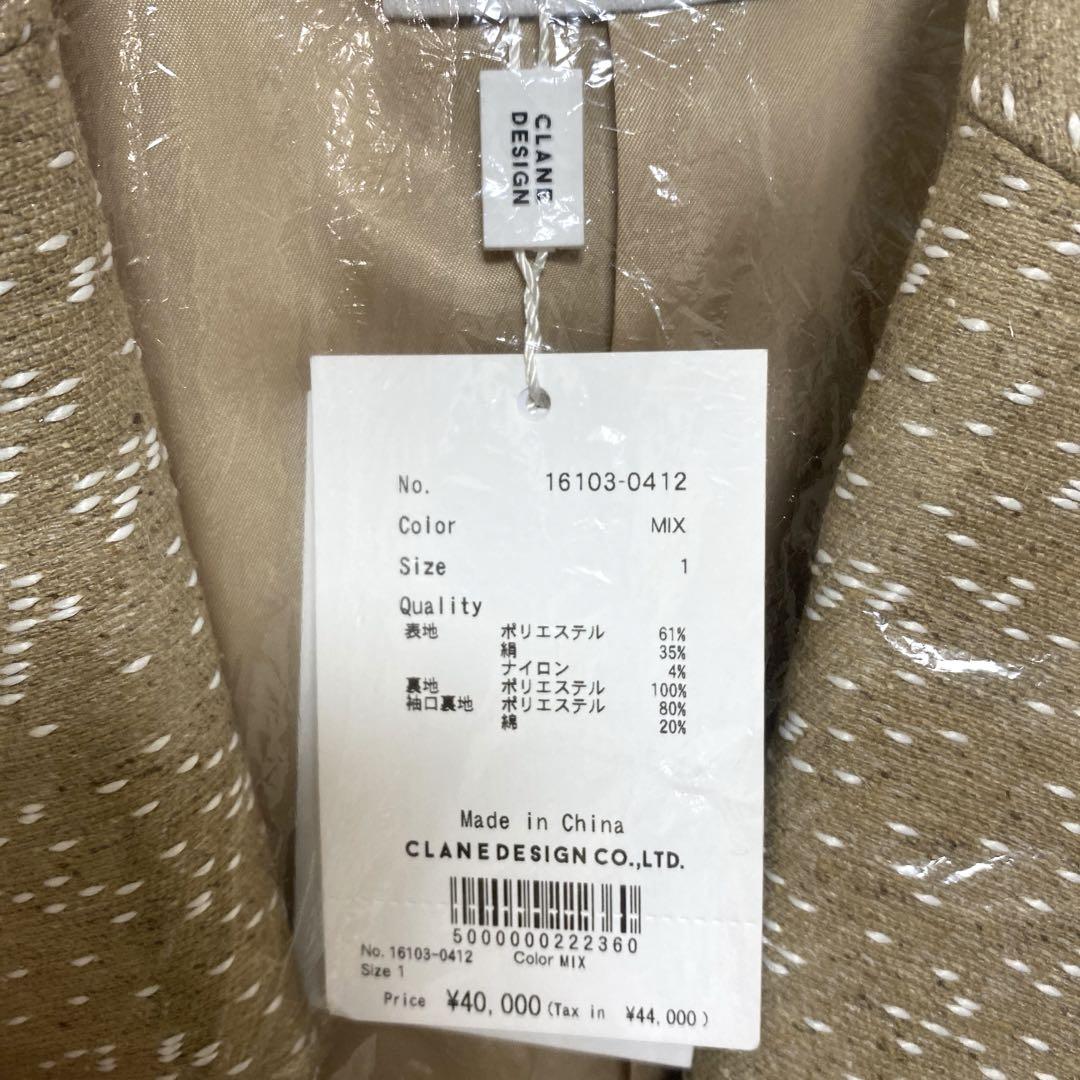 CLANE
DESIGN
No. 16103-0412
Color MIX
Size 1
Quality
表地 ポリエステル 61%
絹 35%
ナイロン 4%
裏地 ポリエステル 100%
袖口裏地 ポリエステル 80%
綿 20%
Made in China
CLANEDESIGN CO.,LTD.
5000000222360
No. 16103-0412 Color MIX
Size 1
Price ¥40,000 (Tax in ¥44,000)